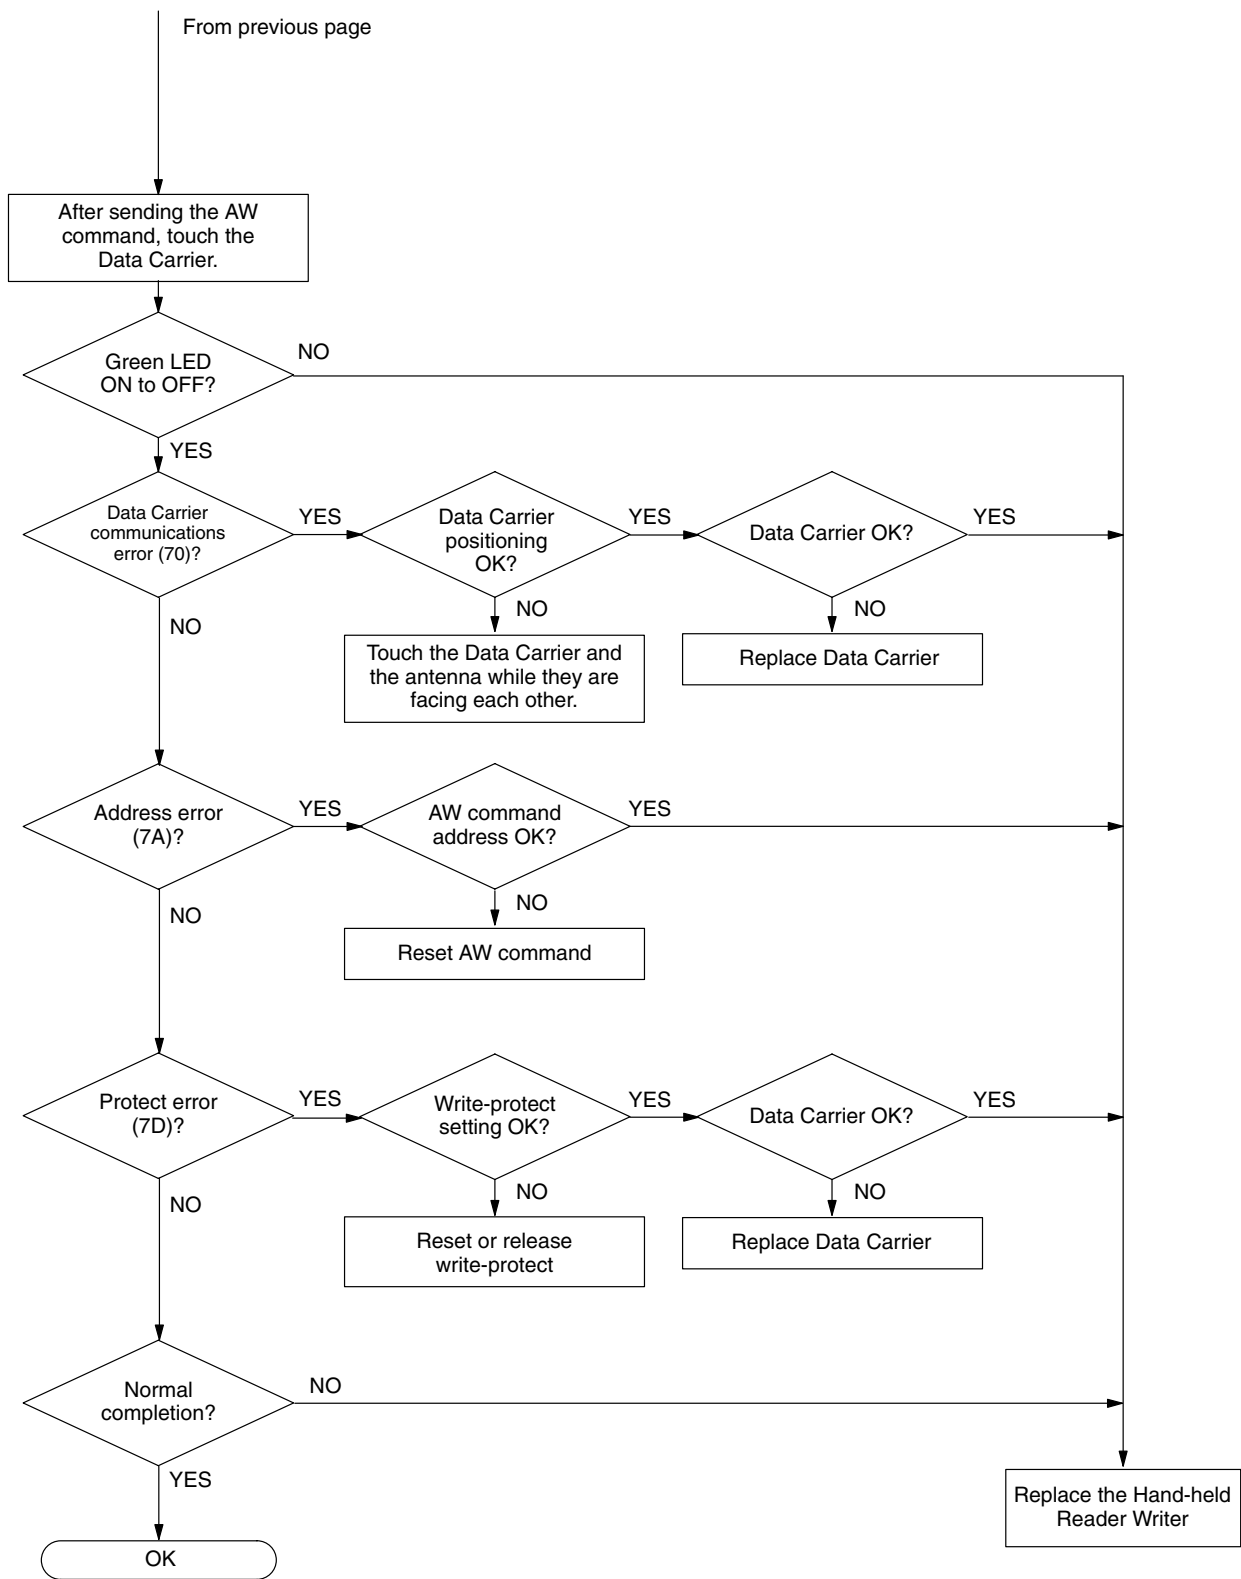 From previous page
After sending the AW
command, touch the
Data Carrier.
Green LED
ON to OFF?
NO
YES
Data Carrier
communications
error (70)?
YES
Data Carrier
positioning
OK?
YES
Data Carrier OK?
YES
NO
NO
NO
Touch the Data Carrier and
the antenna while they are
facing each other.
Replace Data Carrier
Address error
(7A)?
YES
AW command
address OK?
YES
NO
NO
Reset AW command
Protect error
(7D)?
YES
Write-protect
setting OK?
YES
Data Carrier OK?
YES
NO
NO
NO
Reset or release
write-protect
Replace Data Carrier
Normal
completion?
NO
YES
Replace the Hand-held
Reader Writer
OK